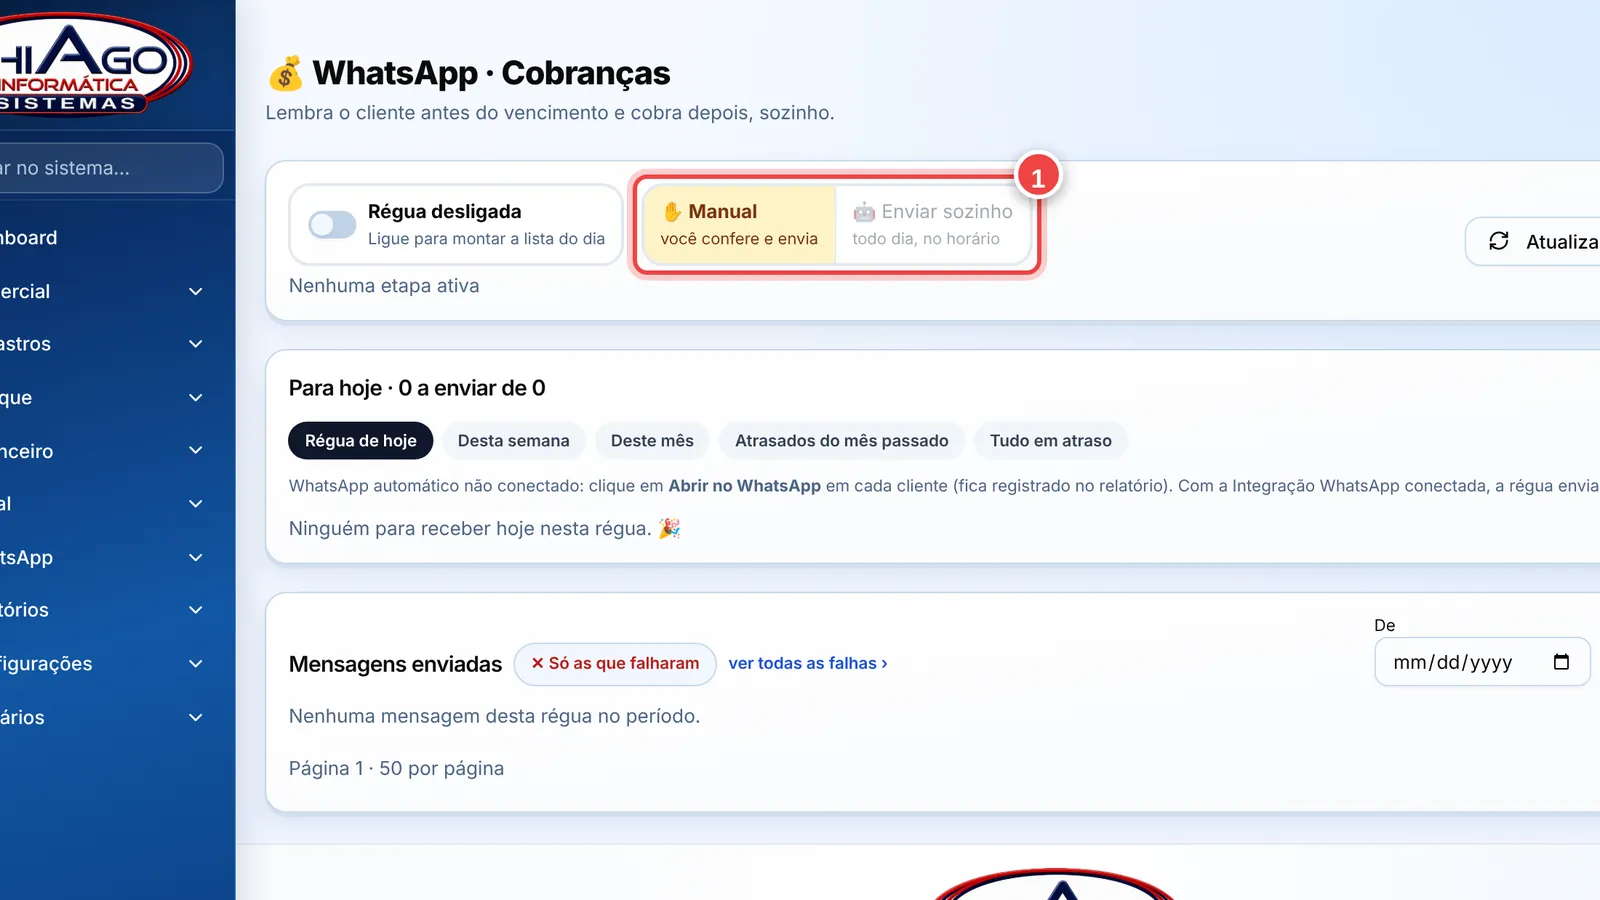 HIAGO
INFORMÁTICA
SISTEMAS
ar no sistema...
nboard
ercial
astros
que
nceiro
al
tsApp
tórios
figurações
ários
💰 WhatsApp · Cobranças
Lembra o cliente antes do vencimento e cobra depois, sozinho.
Régua desligada
Ligue para montar a lista do dia
✋ Manual
você confere e envia
🤖 Enviar sozinho
todo dia, no horário
1
Atualiza
Nenhuma etapa ativa
Para hoje · 0 a enviar de 0
Régua de hoje
Desta semana
Deste mês
Atrasados do mês passado
Tudo em atraso
WhatsApp automático não conectado: clique em Abrir no WhatsApp em cada cliente (fica registrado no relatório). Com a Integração WhatsApp conectada, a régua envia
Ninguém para receber hoje nesta régua. 🎉
De
Mensagens enviadas
✕ Só as que falharam
ver todas as falhas ›
mm/dd/yyyy
Nenhuma mensagem desta régua no período.
Página 1 · 50 por página